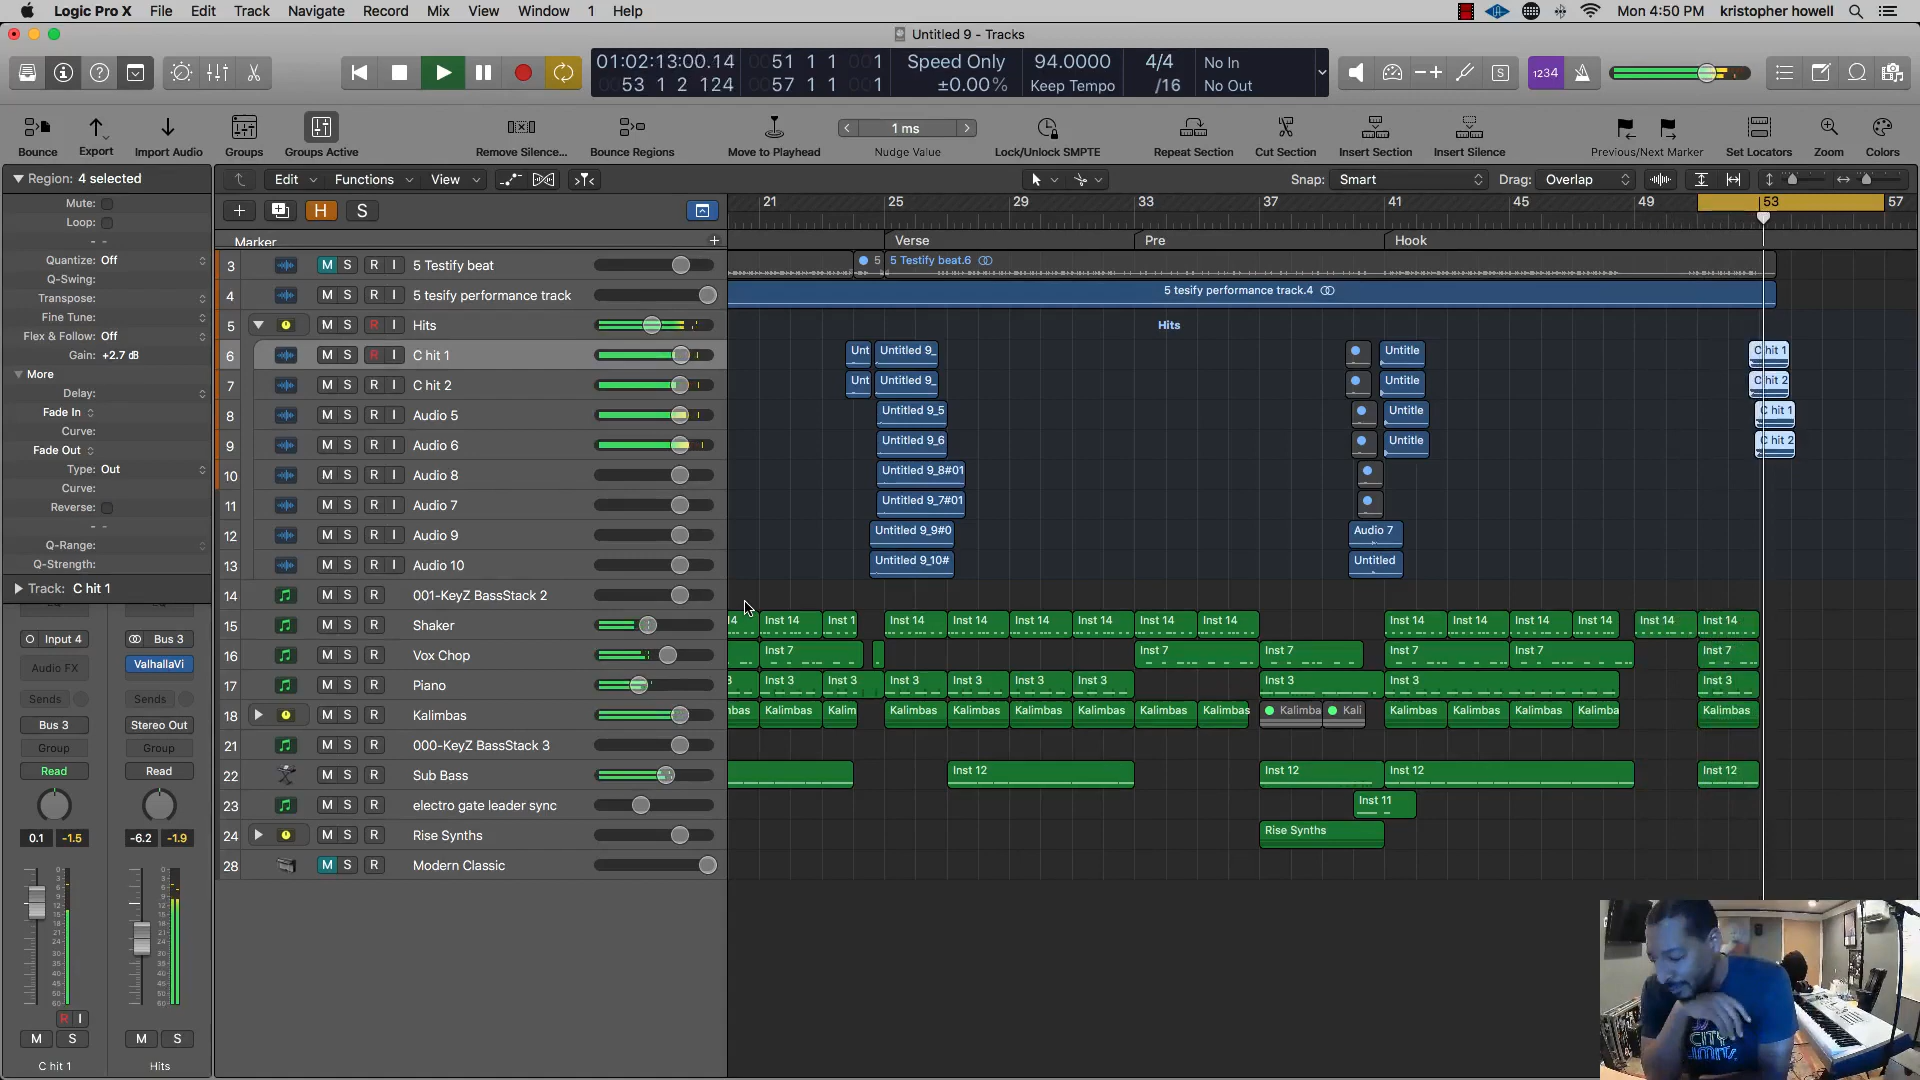 Logic Pro X File Edit Track Navigate Record Mix View Window 1 Help Mon 4:50 PM kristopher howell
Untitled 9 - Tracks
01:02:13:00.14 51 1 1 001 Speed Only 94.0000 4/4 No In
53 1 2 124 57 1 1 001 ±0.00% Keep Tempo /16 No Out
S 1234
Bounce Export Import Audio Groups Groups Active Remove Silence... Bounce Regions Move to Playhead 1 ms Nudge Value Lock/Unlock SMPTE Repeat Section Cut Section Insert Section Insert Silence Previous/Next Marker Set Locators Zoom Colors
Region: 4 selected Edit Functions View Snap: Smart Drag: Overlap
Mute: H S 21 25 29 33 37 41 45 49 53 57
Loop:
Marker Verse Pre Hook
Quantize: Off 3 M S R I 5 Testify beat 5 5 Testify beat.6
Q-Swing:
Transpose: 4 M S R I 5 tesify performance track 5 tesify performance track.4
Fine Tune: 5 M S R I Hits Hits
Flex & Follow: Off
Gain: +2.7 dB 6 M S R I C hit 1 Unt Untitled 9_ Untitle C hit 1
More 7 M S R I C hit 2 Unt Untitled 9_ Untitle C hit 2
Delay:
Fade In 8 M S R I Audio 5 Untitled 9_5 Untitle C hit 1
Curve:
Fade Out 9 M S R I Audio 6 Untitled 9_6 Untitle C hit 2
Type: Out 10 M S R I Audio 8 Untitled 9_8#01
Curve:
Reverse: 11 M S R I Audio 7 Untitled 9_7#01
Q-Range: 12 M S R I Audio 9 Untitled 9_9#0 Audio 7
Q-Strength: 13 M S R I Audio 10 Untitled 9_10# Untitled
Track: C hit 1 14 M S R 001-KeyZ BassStack 2
15 M S R Shaker 14 Inst 14 Inst 1 Inst 14 Inst 14 Inst 14 Inst 14 Inst 14 Inst 14 Inst 14 Inst 14 Inst 14 Inst 14 Inst 14 Inst 14
Input 4 Bus 3 16 M S R Vox Chop Inst 7 Inst 7 Inst 7 Inst 7 Inst 7 Inst 7
Audio FX ValhallaVi 17 M S R Piano 3 Inst 3 Inst 3 Inst 3 Inst 3 Inst 3 Inst 3 Inst 3 Inst 3 Inst 3
Sends Sends 18 M S R Kalimbas nbas Kalimbas Kalim Kalimbas Kalimbas Kalimbas Kalimbas Kalimbas Kalimbas Kalimba Kali Kalimbas Kalimbas Kalimbas Kalimba Kalimbas
Bus 3 Stereo Out 21 M S R 000-KeyZ BassStack 3
Group Group
Read Read 22 M S R Sub Bass Inst 12 Inst 12 Inst 12 Inst 12
23 M S R electro gate leader sync Inst 11
0.1 -1.5 -6.2 -1.9 24 M S R Rise Synths Rise Synths
28 M S R Modern Classic
R I
M S M S
C hit 1 Hits
CITY
LIMITS